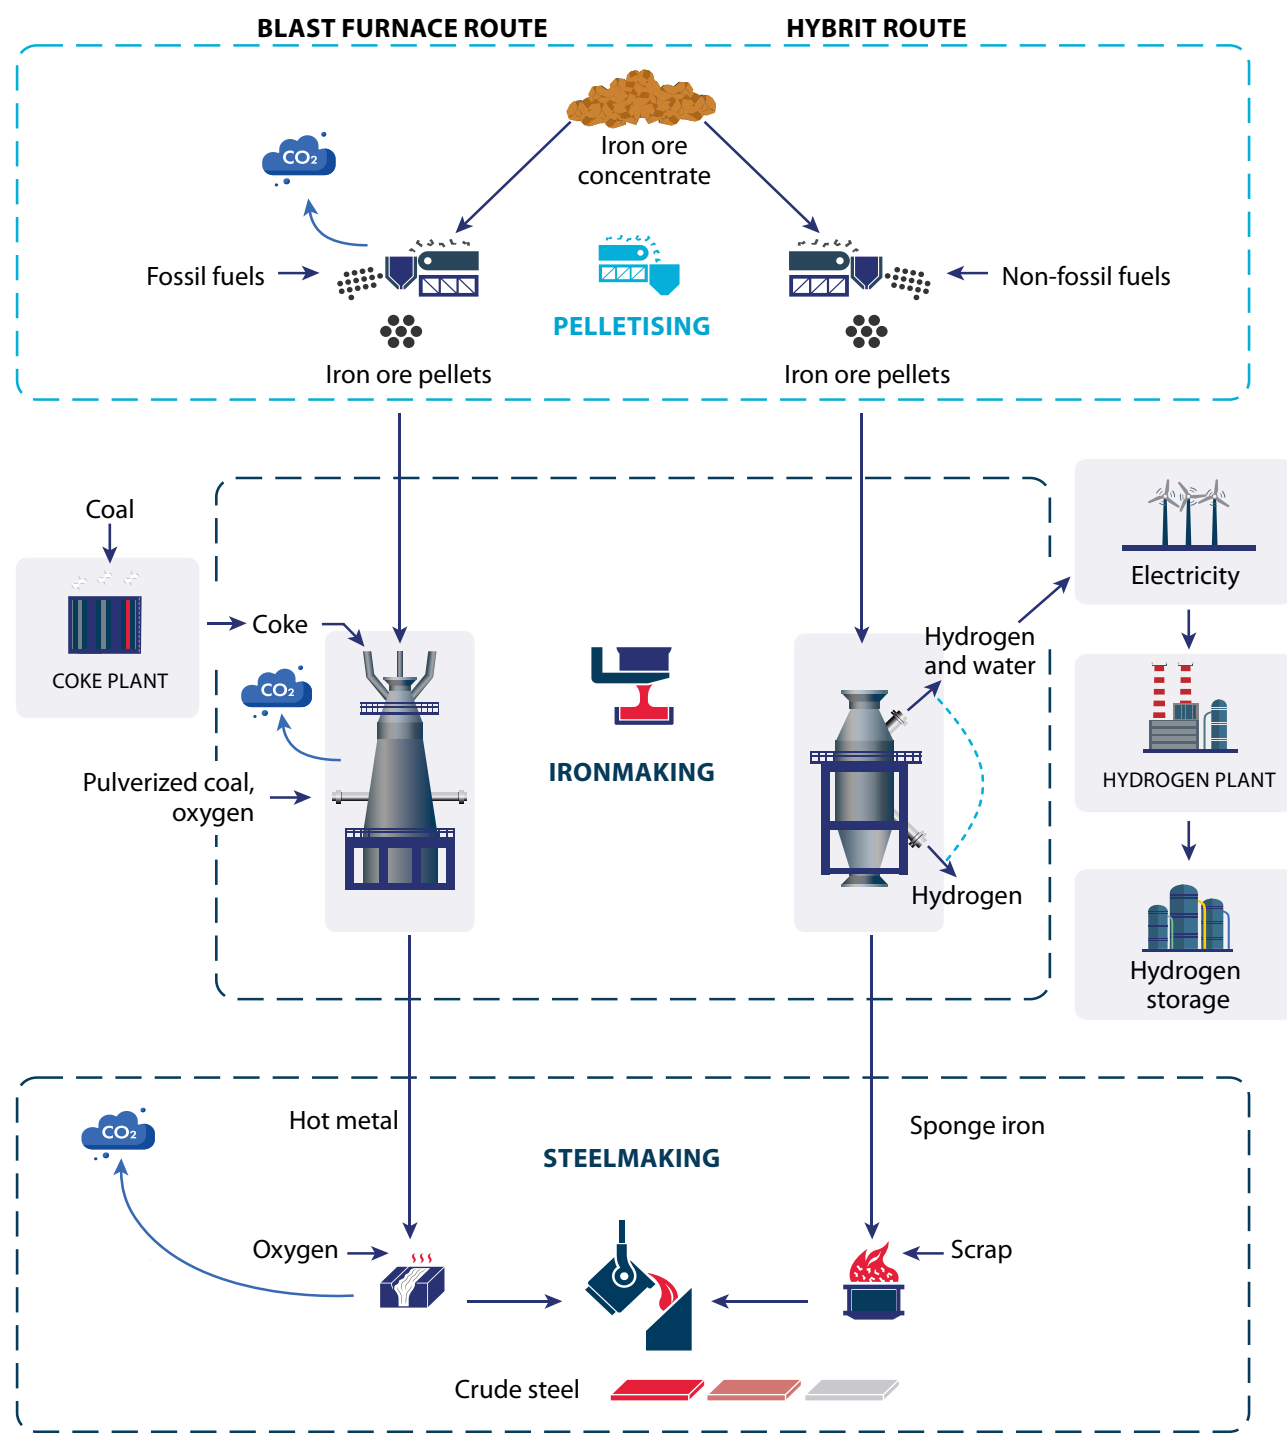 BLAST FURNACE ROUTE
HYBRIT ROUTE
Iron ore
concentrate
CO₂
Fossil fuels
Non-fossil fuels
PELLETISING
Iron ore pellets
Iron ore pellets
Coal
Electricity
Coke
Hydrogen
and water
COKE PLANT
CO₂
IRONMAKING
Pulverized coal,
oxygen
HYDROGEN PLANT
Hydrogen
Hydrogen
storage
Hot metal
Sponge iron
CO₂
STEELMAKING
Oxygen
Scrap
Crude steel